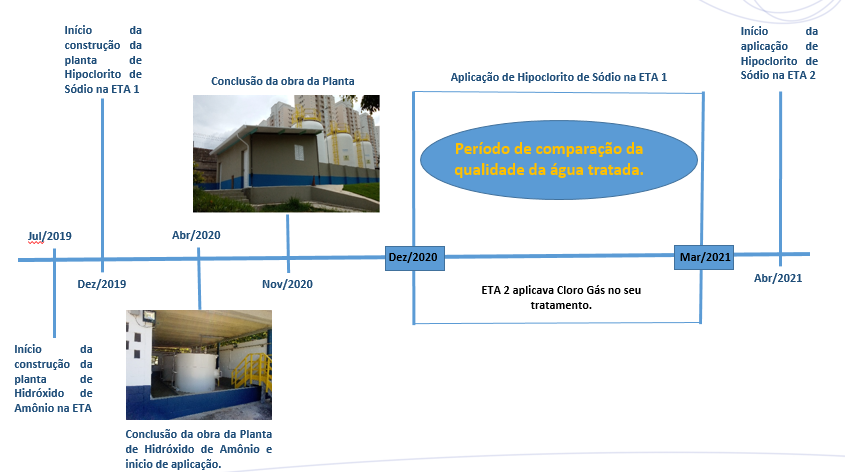 Início da
construção da
planta de
Hipoclorito de
Sódio na ETA 1
Conclusão da obra da Planta
Aplicação de Hipoclorito de Sódio na ETA 1
Início da
aplicação de
Hipoclorito de
Sódio na ETA 2
Período de comparação da
qualidade da água tratada.
Jul/2019
Abr/2020
Dez/2020
Mar/2021
Dez/2019
Nov/2020
Abr/2021
ETA 2 aplicava Cloro Gás no seu
tratamento.
Início da
construção da
planta de
Hidróxido de
Amônio na ETA
Conclusão da obra da Planta
de Hidróxido de Amônio e
inicio de aplicação.